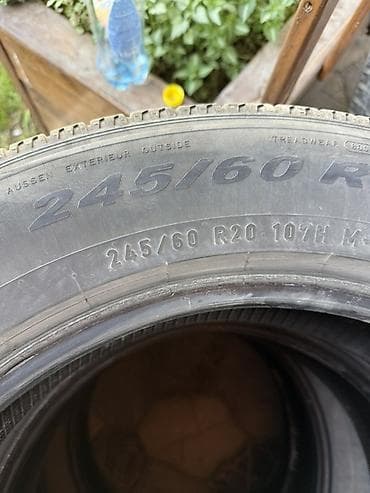 AUSSEN EXTERIEUR OUTSIDE TREADWEAR
245/60 R
245/60 R20 107H M